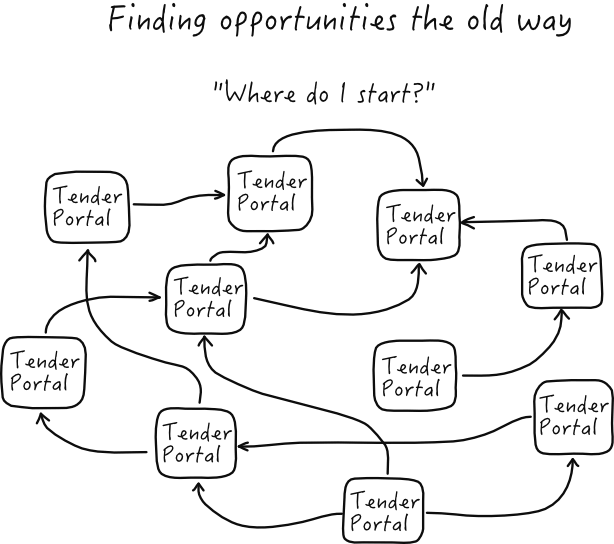 Finding opportunities the old way
"Where do I start?"
Tender
Portal
Tender
Portal
Tender
Portal
Tender
Portal
Tender
Portal
Tender
Portal
Tender
Portal
Tender
Portal
Tender
Portal
Tender
Portal